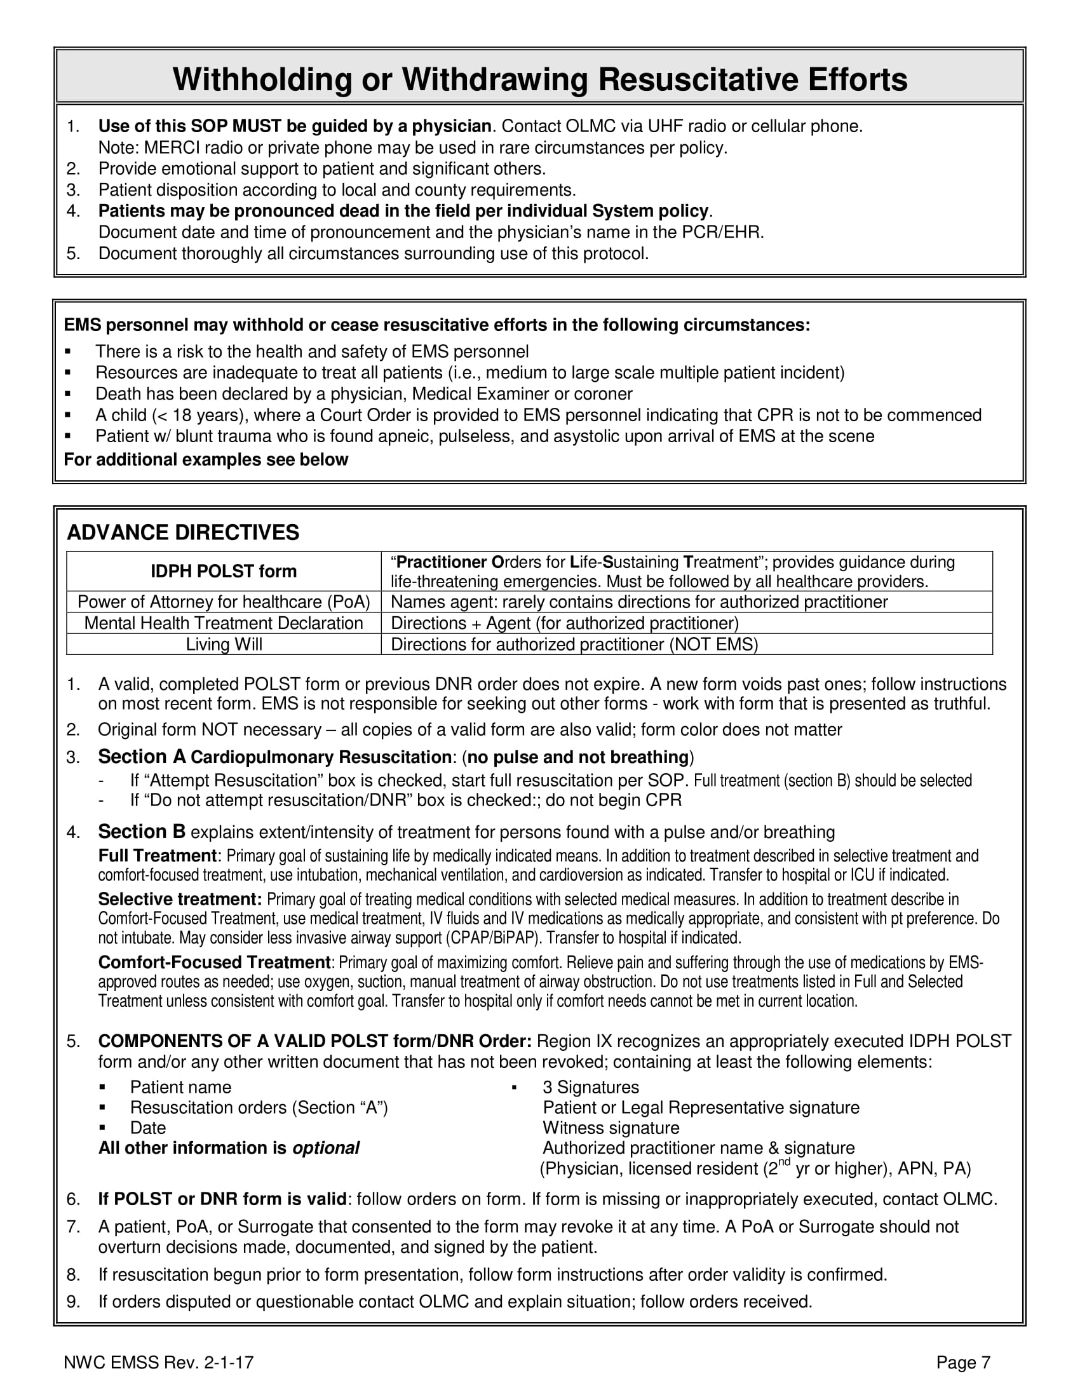 Withholding or Withdrawing Resuscitative Efforts
1. Use of this SOP MUST be guided by a physician. Contact OLMC via UHF radio or cellular phone.
Note: MERCI radio or private phone may be used in rare circumstances per policy.
2. Provide emotional support to patient and significant others.
3. Patient disposition according to local and county requirements.
4. Patients may be pronounced dead in the field per individual System policy.
Document date and time of pronouncement and the physician's name in the PCR/EHR.
5. Document thoroughly all circumstances surrounding use of this protocol.
EMS personnel may withhold or cease resuscitative efforts in the following circumstances:
▪ There is a risk to the health and safety of EMS personnel
▪ Resources are inadequate to treat all patients (i.e., medium to large scale multiple patient incident)
▪ Death has been declared by a physician, Medical Examiner or coroner
▪ A child (< 18 years), where a Court Order is provided to EMS personnel indicating that CPR is not to be commenced
▪ Patient w/ blunt trauma who is found apneic, pulseless, and asystolic upon arrival of EMS at the scene
For additional examples see below
ADVANCE DIRECTIVES
IDPH POLST form
“Practitioner Orders for Life-Sustaining Treatment”; provides guidance during
life-threatening emergencies. Must be followed by all healthcare providers.
Power of Attorney for healthcare (PoA) Names agent: rarely contains directions for authorized practitioner
Mental Health Treatment Declaration Directions + Agent (for authorized practitioner)
Living Will Directions for authorized practitioner (NOT EMS)
1. A valid, completed POLST form or previous DNR order does not expire. A new form voids past ones; follow instructions
on most recent form. EMS is not responsible for seeking out other forms - work with form that is presented as truthful.
2. Original form NOT necessary – all copies of a valid form are also valid; form color does not matter
3. Section A Cardiopulmonary Resuscitation: (no pulse and not breathing)
- If “Attempt Resuscitation” box is checked, start full resuscitation per SOP. Full treatment (section B) should be selected
- If “Do not attempt resuscitation/DNR” box is checked:; do not begin CPR
4. Section B explains extent/intensity of treatment for persons found with a pulse and/or breathing
Full Treatment: Primary goal of sustaining life by medically indicated means. In addition to treatment described in selective treatment and
comfort-focused treatment, use intubation, mechanical ventilation, and cardioversion as indicated. Transfer to hospital or ICU if indicated.
Selective treatment: Primary goal of treating medical conditions with selected medical measures. In addition to treatment describe in
Comfort-Focused Treatment, use medical treatment, IV fluids and IV medications as medically appropriate, and consistent with pt preference. Do
not intubate. May consider less invasive airway support (CPAP/BiPAP). Transfer to hospital if indicated.
Comfort-Focused Treatment: Primary goal of maximizing comfort. Relieve pain and suffering through the use of medications by EMS-
approved routes as needed; use oxygen, suction, manual treatment of airway obstruction. Do not use treatments listed in Full and Selected
Treatment unless consistent with comfort goal. Transfer to hospital only if comfort needs cannot be met in current location.
5. COMPONENTS OF A VALID POLST form/DNR Order: Region IX recognizes an appropriately executed IDPH POLST
form and/or any other written document that has not been revoked; containing at least the following elements:
▪ Patient name
▪ Resuscitation orders (Section “A”)
▪ Date
All other information is optional
▪ 3 Signatures
Patient or Legal Representative signature
Witness signature
Authorized practitioner name & signature
(Physician, licensed resident (2nd yr or higher), APN, PA)
6. If POLST or DNR form is valid: follow orders on form. If form is missing or inappropriately executed, contact OLMC.
7. A patient, PoA, or Surrogate that consented to the form may revoke it at any time. A PoA or Surrogate should not
overturn decisions made, documented, and signed by the patient.
8. If resuscitation begun prior to form presentation, follow form instructions after order validity is confirmed.
9. If orders disputed or questionable contact OLMC and explain situation; follow orders received.
NWC EMSS Rev. 2-1-17 Page 7